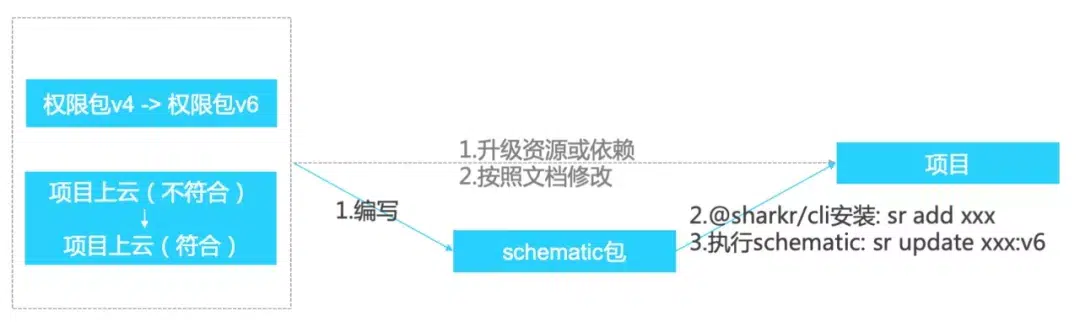 权限包v4 -> 权限包v6
项目上云（不符合）
项目上云（符合）
1.升级资源或依赖
2.按照文档修改
1.编写
schematic包
项目
2.@sharkr/cli安装: sr add xxx
3.执行schematic: sr update xxx:v6